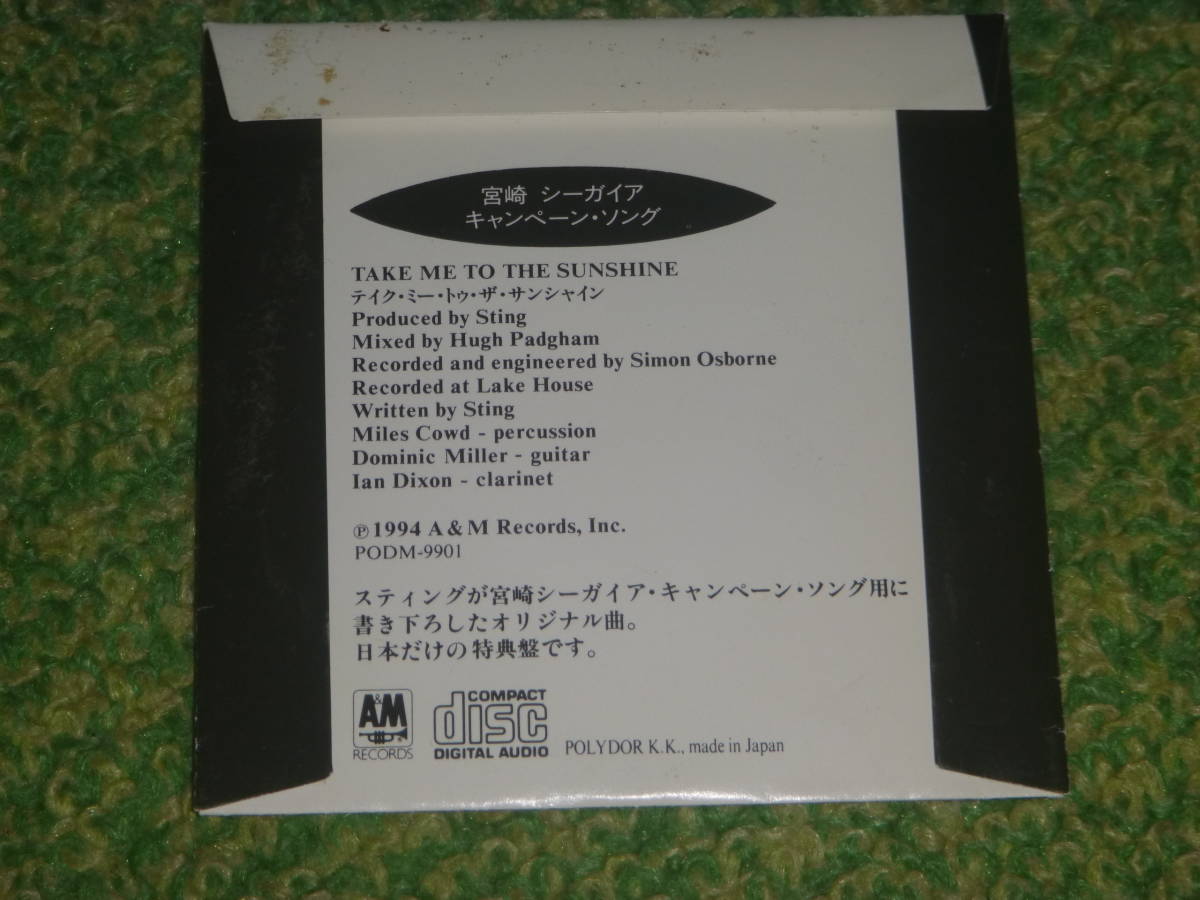 宮崎 シーガイア
キャンペーン・ソング
TAKE ME TO THE SUNSHINE
テイク・ミー・トゥ・ザ・サンシャイン
Produced by Sting
Mixed by Hugh Padgham
Recorded and engineered by Simon Osborne
Recorded at Lake House
Written by Sting
Miles Cowd - percussion
Dominic Miller - guitar
Ian Dixon - clarinet
℗ 1994 A & M Records, Inc.
PODM-9901
スティングが宮崎シーガイア・キャンペーン・ソング用に
書き下ろしたオリジナル曲。
日本だけの特典盤です。
A&M
RECORDS
COMPACT
disc
DIGITAL AUDIO
POLYDOR K.K., made in Japan